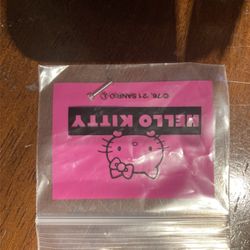 HELLO KITTY
©'76, '21 SANRIO